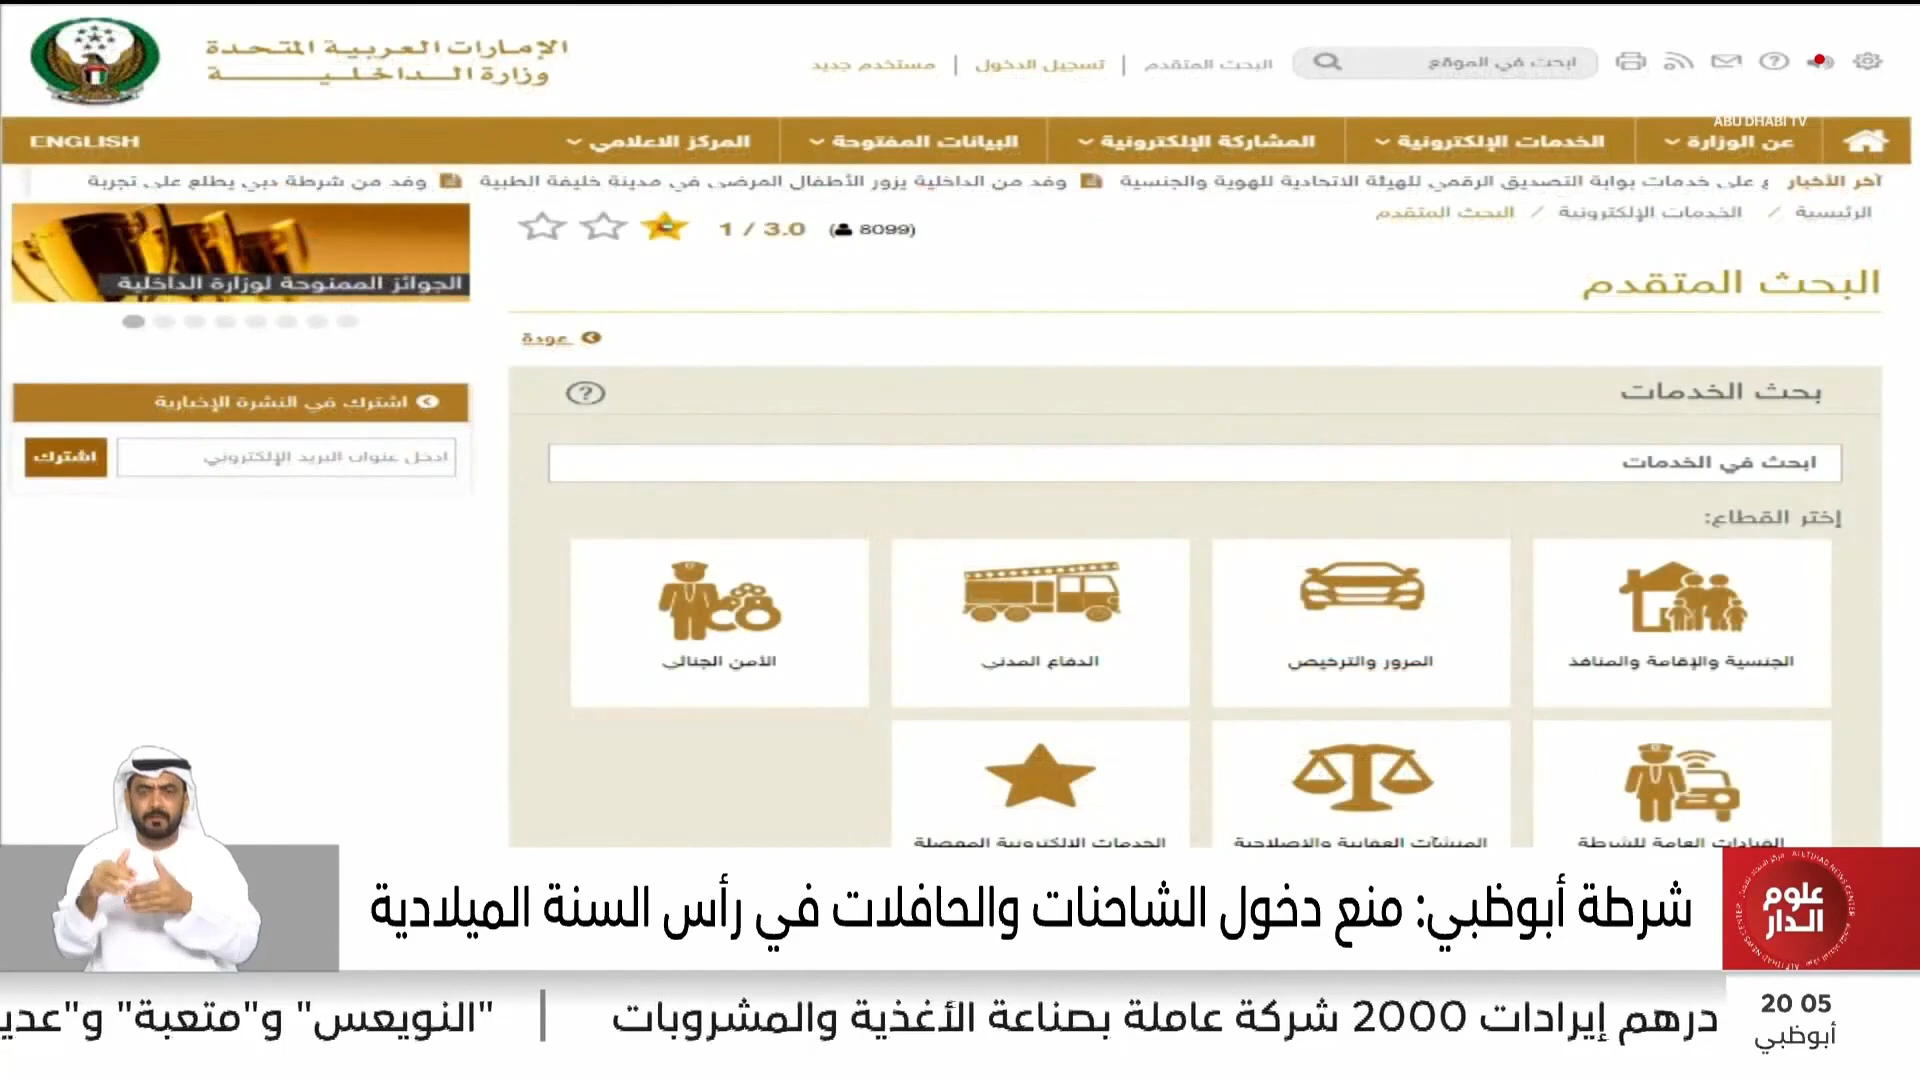 الإمارات العربية المتحدة
وزارة الداخلية
ابحث في الموقع
البحث المتقدم | تسجيل الدخول | مستخدم جديد
ABU DHABI TV
عن الوزارة
الخدمات الإلكترونية
المشاركة الإلكترونية
البيانات المفتوحة
المركز الاعلامي
ENGLISH
آخر الأخبار
ع على خدمات بوابة التصديق الرقمي للهيئة الاتحادية للهوية والجنسية
وفد من الداخلية يزور الأطفال المرضى في مدينة خليفة الطبية
وفد من شرطة دبي يطلع على تجربة
الرئيسية / الخدمات الإلكترونية / البحث المتقدم
1 / 3.0 (8099)
الجوائز الممنوحة لوزارة الداخلية
البحث المتقدم
عودة
اشترك في النشرة الإخبارية
ادخل عنوان البريد الإلكتروني
اشترك
بحث الخدمات
?
ابحث في الخدمات
إختر القطاع:
الجنسية والإقامة والمنافذ
المرور والترخيص
الدفاع المدني
الأمن الجنائي
القيادات العامة للشرطة
المنشآت العقابية والإصلاحية
الخدمات الإلكترونية المفضلة
علوم الدار
شرطة أبوظبي: منع دخول الشاحنات والحافلات في رأس السنة الميلادية
20 05
أبوظبي
درهم إيرادات 2000 شركة عاملة بصناعة الأغذية والمشروبات | "النويعس" و"متعبة" و"عدي